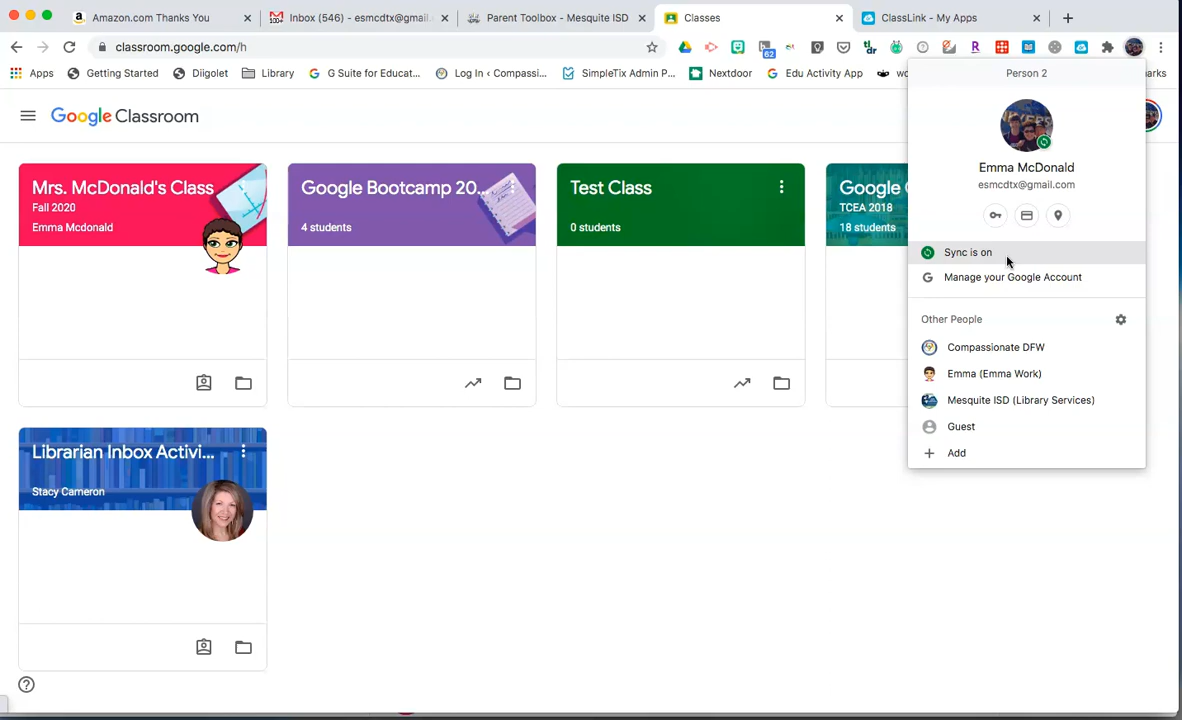 Amazon.com Thank You
Inbox (546) - esmcdtx@gmail.
Parent Toolbox - Mesquite ISD
Classes
ClassLink - My Apps
classroom.google.com/h
62
Apps
Getting Started
Diigolet
Library
G Suite for Educat...
Log In ‹ Compassi...
SimpleTix Admin P...
Nextdoor
Edu Activity App
Google Classroom
Mrs. McDonald's Class
Fall 2020
Emma Mcdonald
Google Bootcamp 20...
4 students
Test Class
0 students
Google
TCEA 2018
18 students
Librarian Inbox Activi...
Stacy Cameron
Person 2
Emma McDonald
esmcdtx@gmail.com
Sync is on
Manage your Google Account
Other People
Compassionate DFW
Emma (Emma Work)
Mesquite ISD (Library Services)
Guest
Add